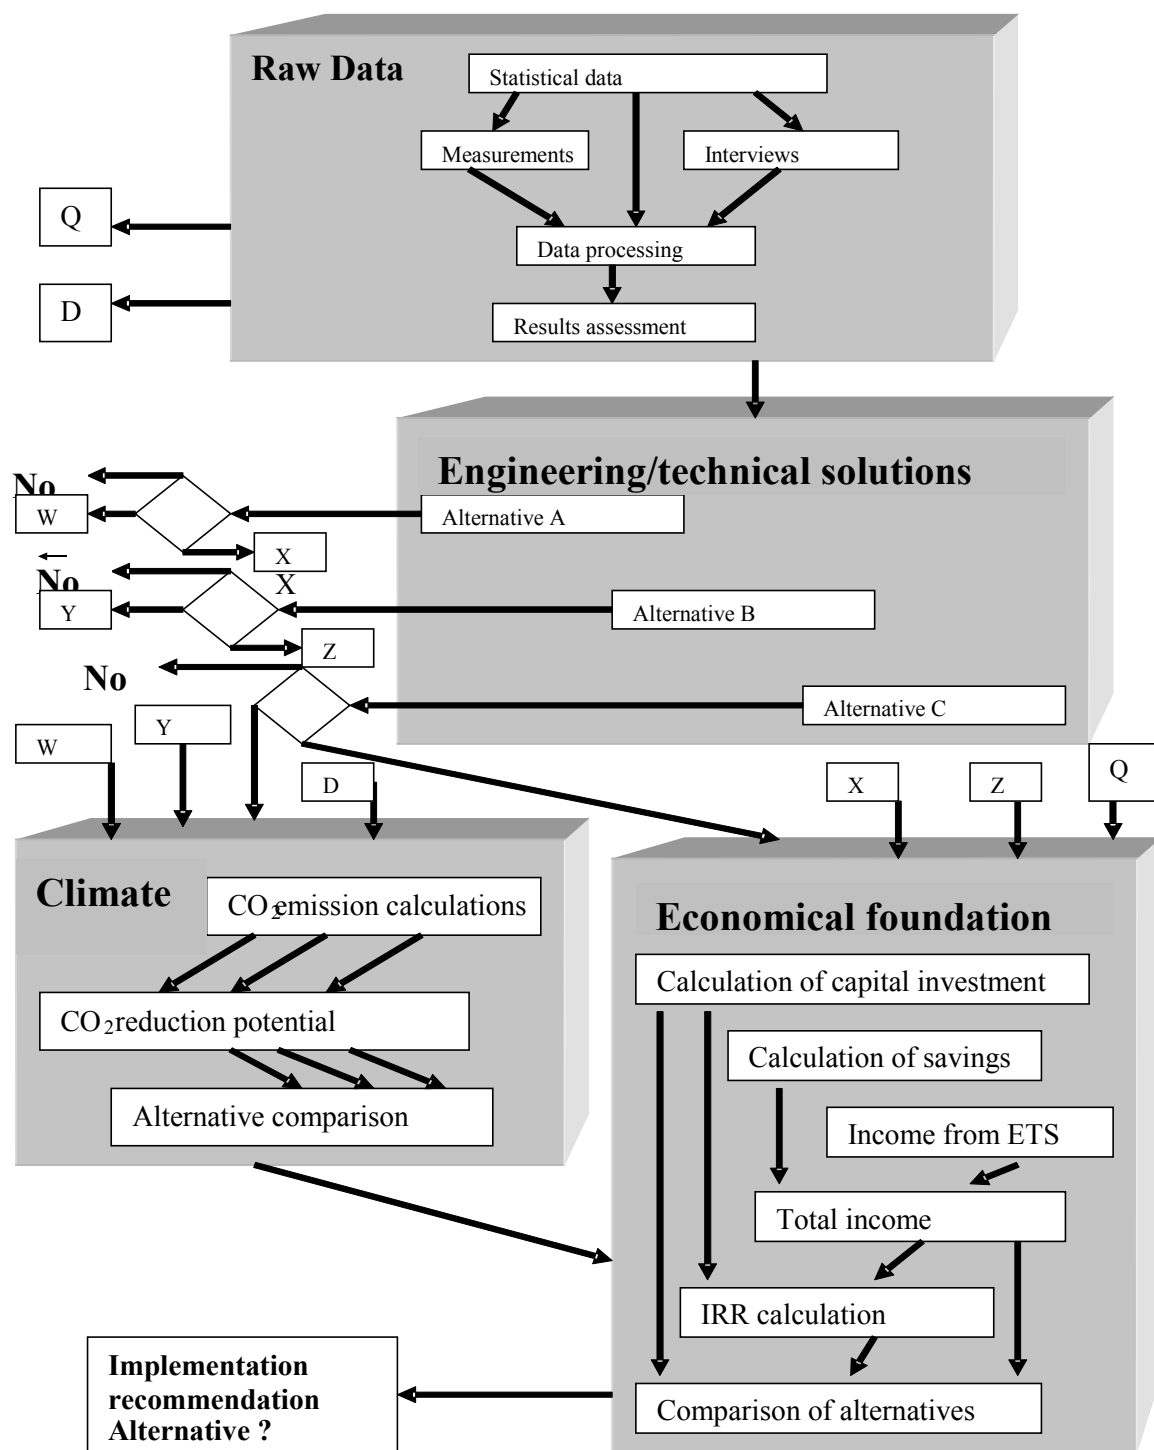 Raw Data
Statistical data
Measurements
Interviews
Q
Data processing
D
Results assessment
Engineering/technical solutions
No
W
Alternative A
X
No
X
Y
Alternative B
Z
No
Alternative C
Y
W
D
X
Z
Q
Climate
CO2 emission calculations
CO2 reduction potential
Alternative comparison
Economical foundation
Calculation of capital investment
Calculation of savings
Income from ETS
Total income
IRR calculation
Comparison of alternatives
Implementation
recommendation
Alternative ?